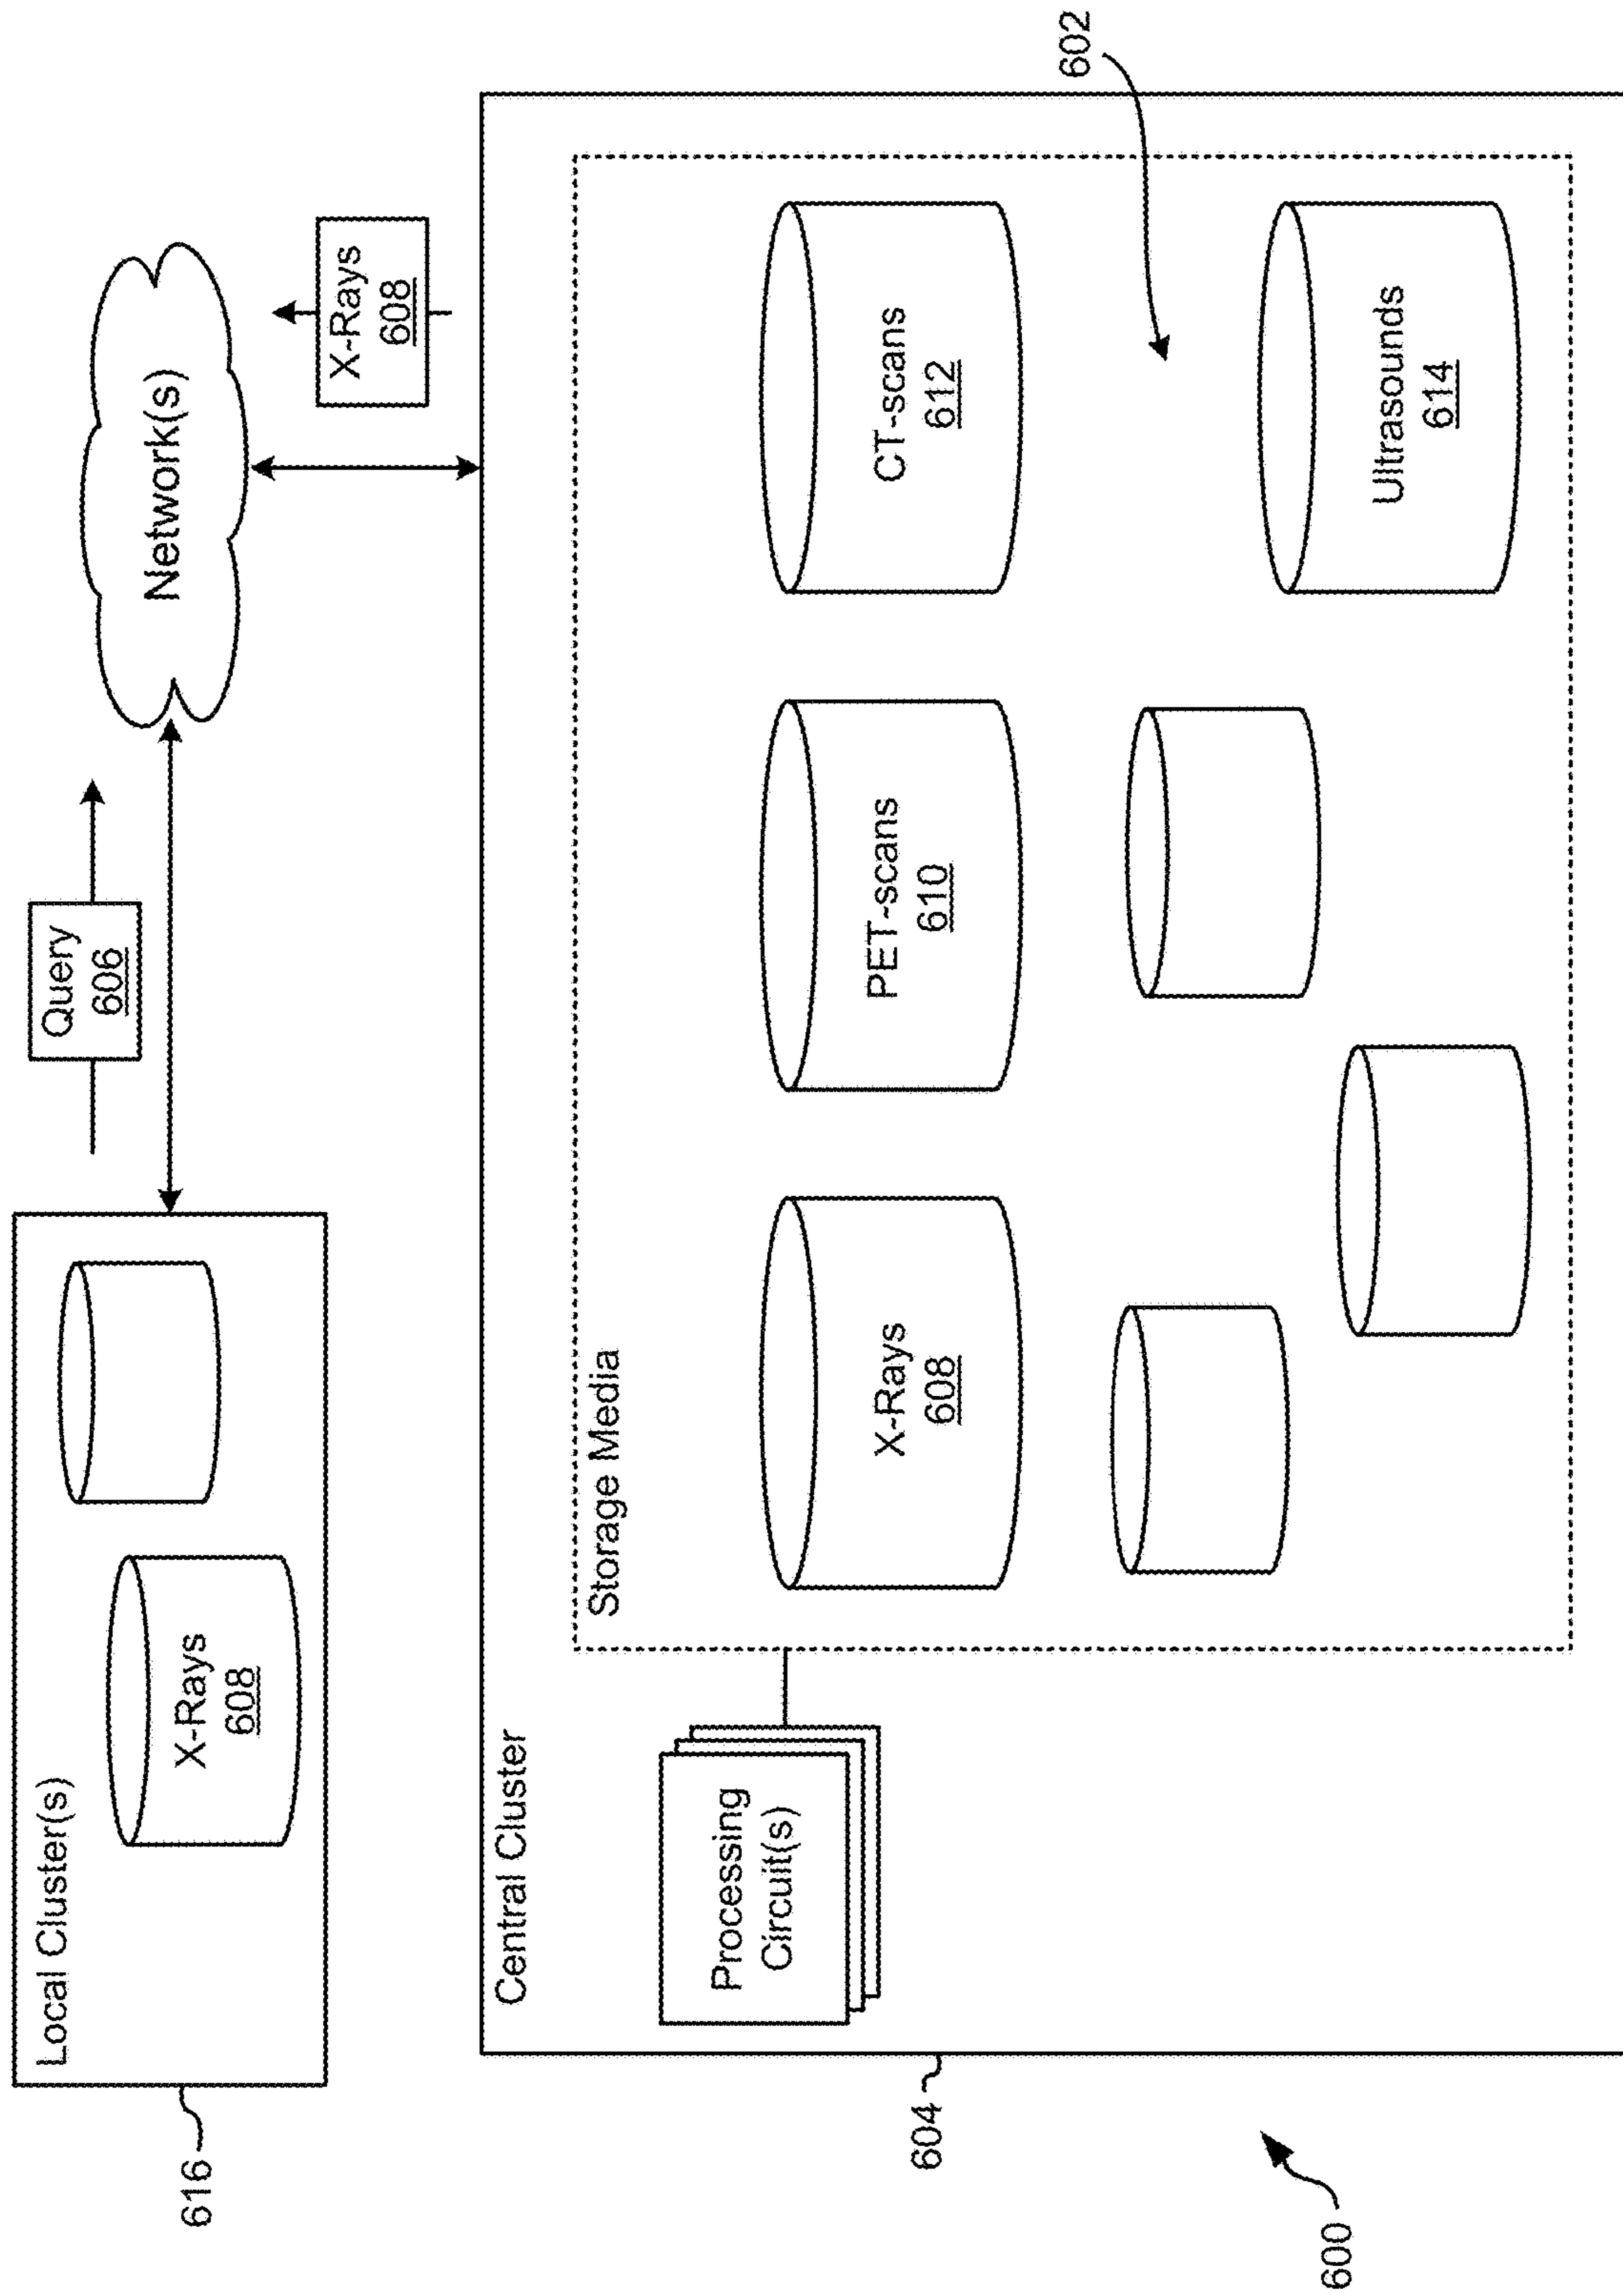 Local Cluster(s)
X-Rays
608
616
Query
606
Network(s)
X-Rays
608
Central Cluster
604
Processing
Circuit(s)
Storage Media
X-Rays
608
PET-scans
610
CT-scans
612
602
Ultrasounds
614
600